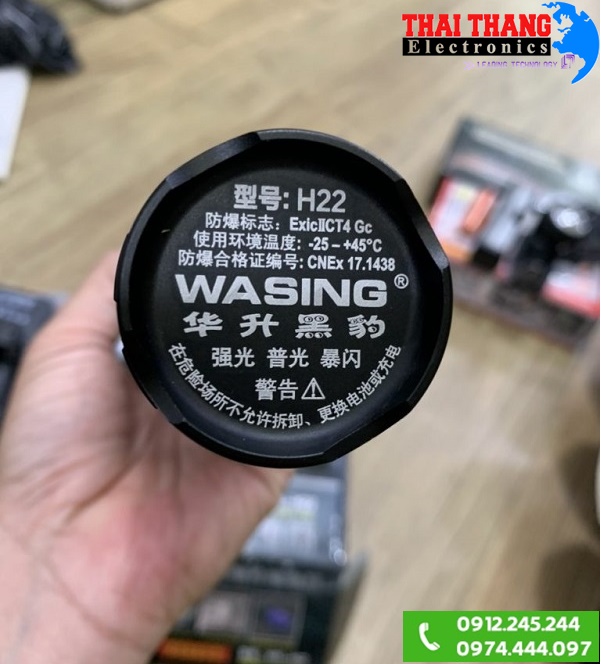 THAI THANG
Electronics
LEADING TECHNOLOGY
型号: H22
防爆标志: ExicⅡCT4 Gc
使用环境温度: -25 – +45°C
防爆合格证编号: CNEx 17.1438
WASING®
华升黑豹
强光 普光 暴闪
警告⚠
在危险场所不允许拆卸、更换电池或充电
0912.245.244
0974.444.097